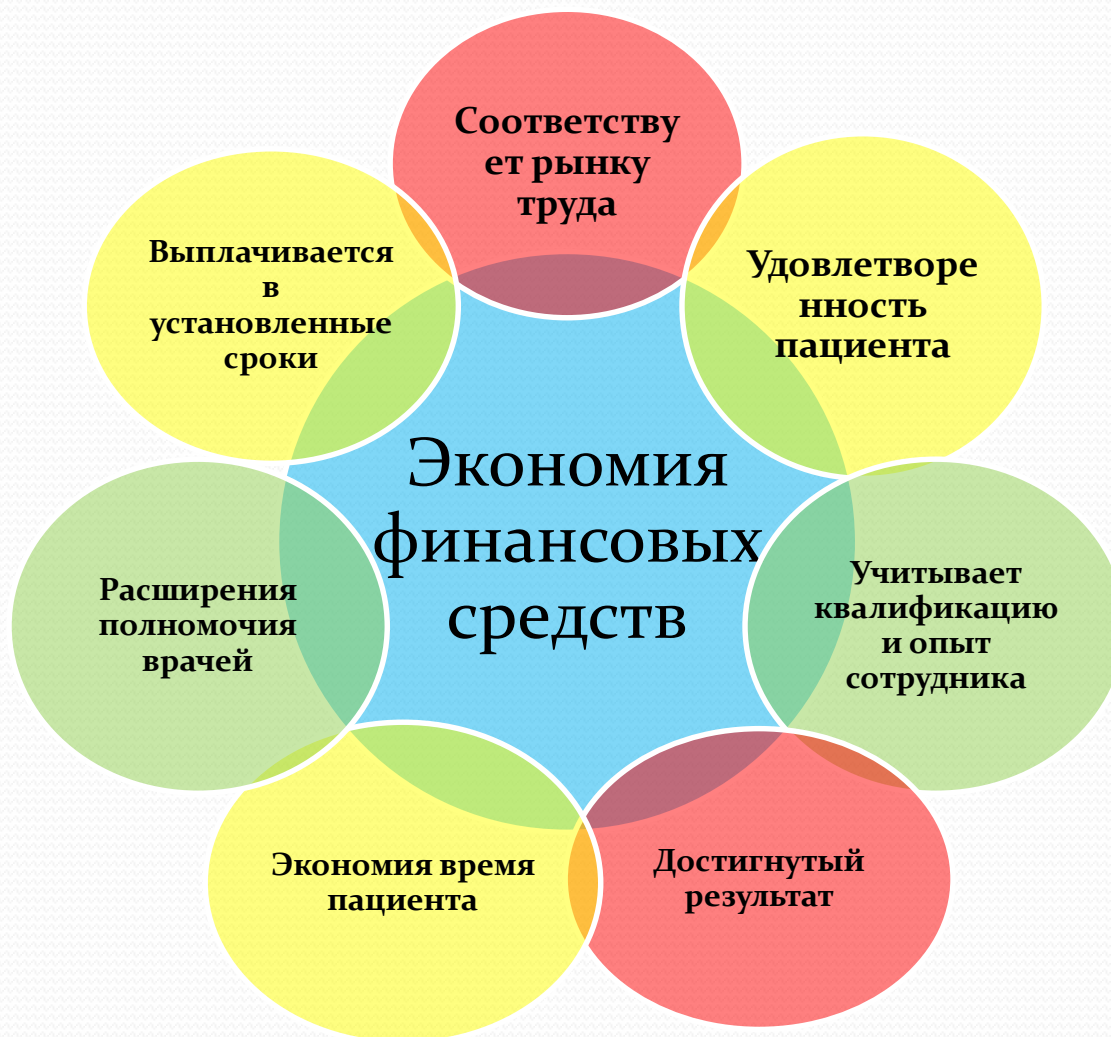 Соответству
ет рынку
труда
Удовлетворе
нность
пациента
Учитывает
квалификацию
и опыт
сотрудника
Достигнутый
результат
Экономия время
пациента
Расширения
полномочия
врачей
Выплачивается
в
установленные
сроки
Экономия
финансовых
средств